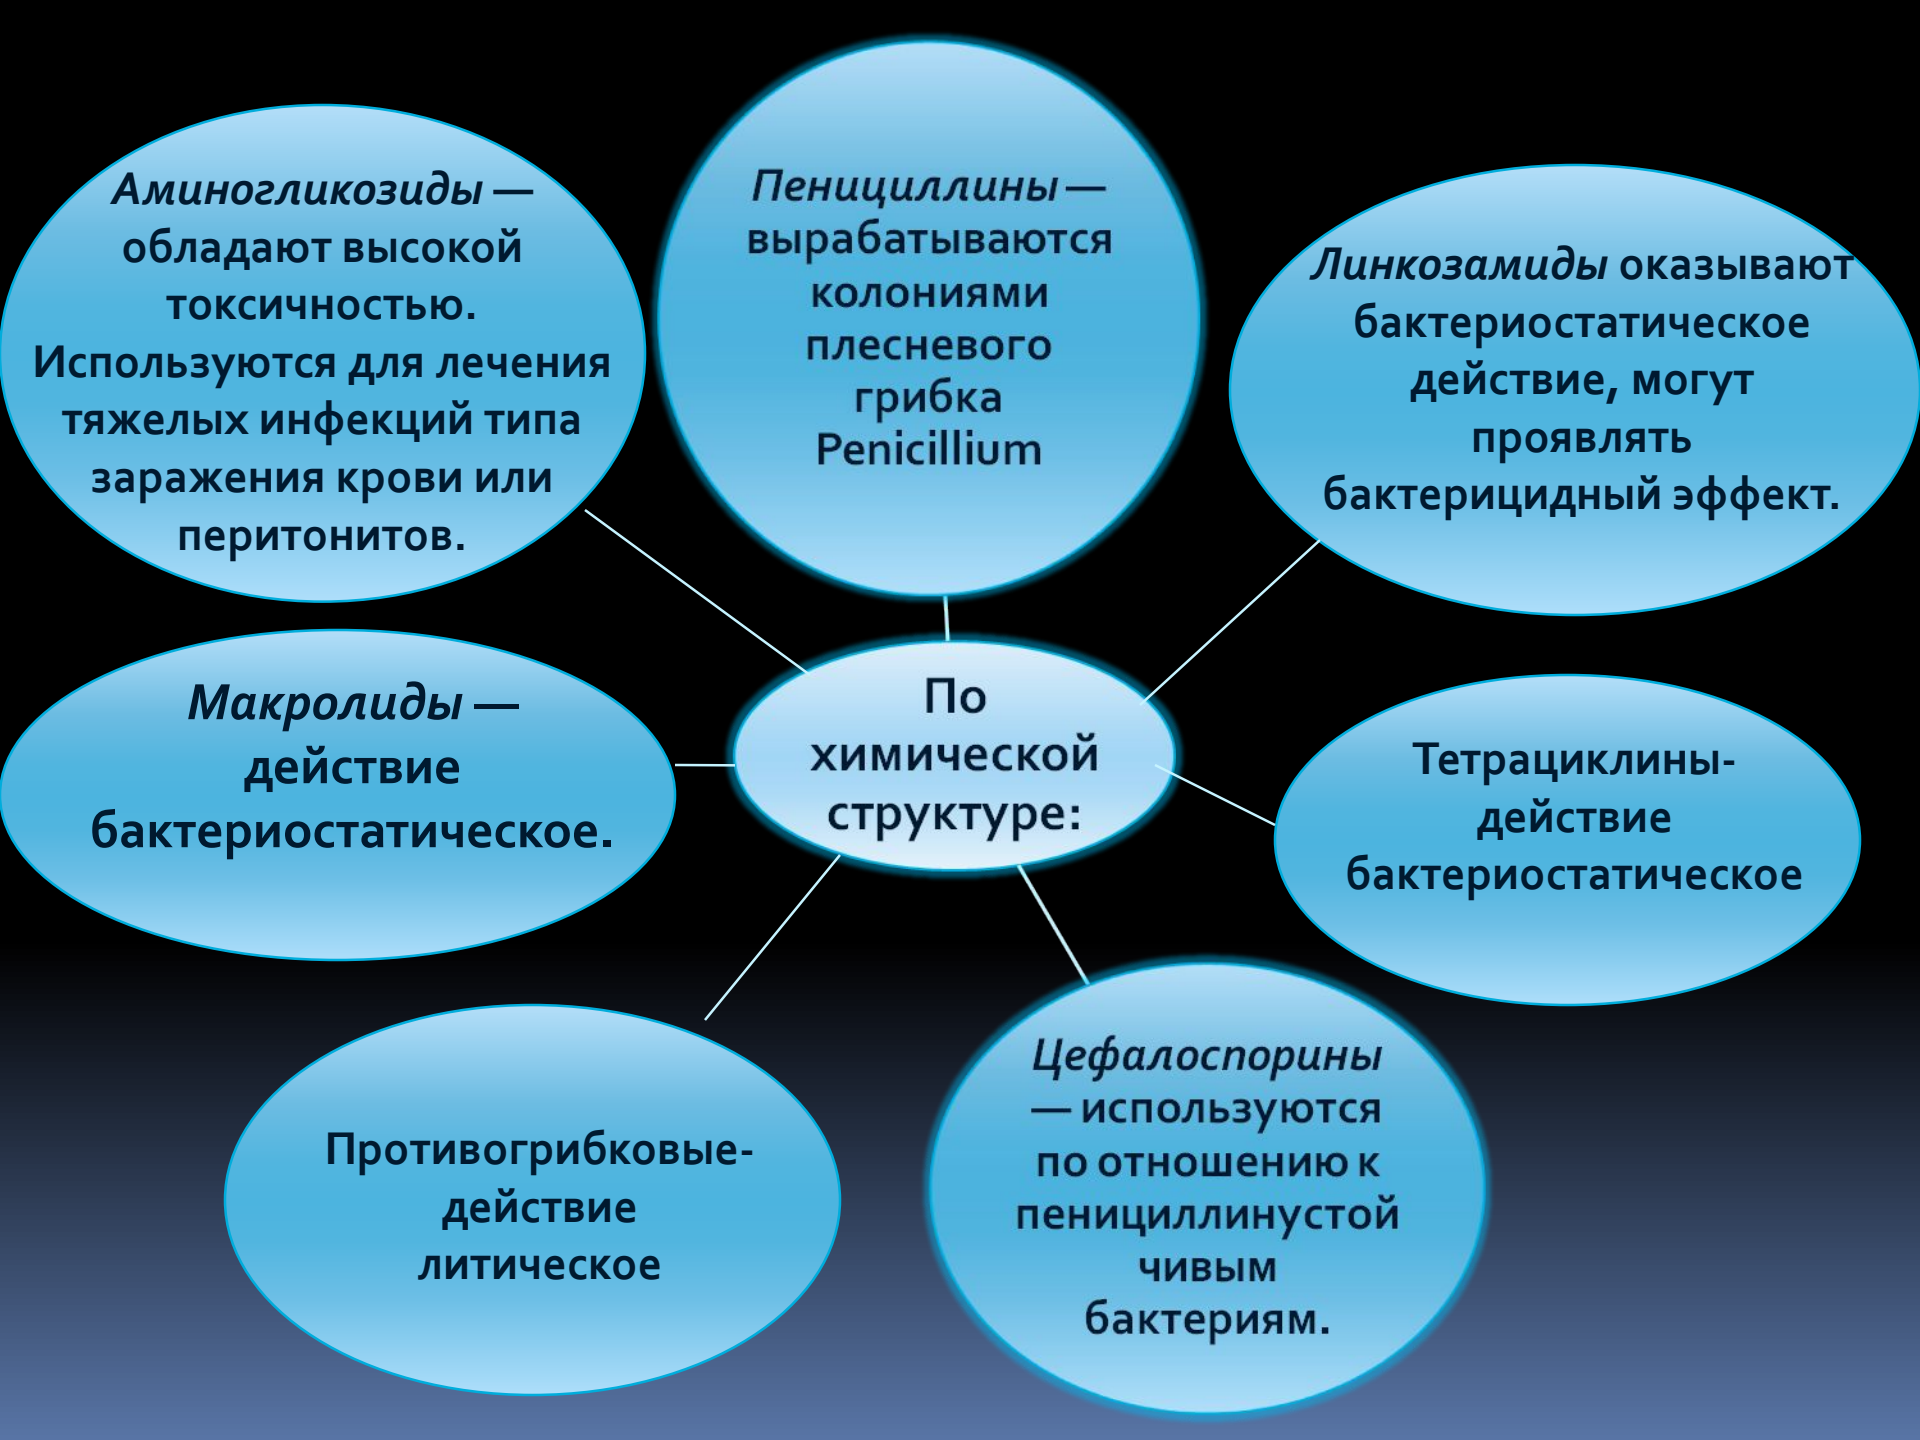 Аминогликозиды —
обладают высокой
токсичностью.
Используются для лечения
тяжелых инфекций типа
заражения крови или
перитонитов.
Пенициллины —
вырабатываются
колониями
плесневого
грибка
Penicillium
Линкозамиды оказывают
бактериостатическое
действие, могут
проявлять
бактерицидный эффект.
Макролиды —
действие
бактериостатическое.
По
химической
структуре:
Тетрациклины-
действие
бактериостатическое
Противогрибковые-
действие
литическое
Цефалоспорины
— используются
по отношению к
пенициллинустой
чивым
бактериям.